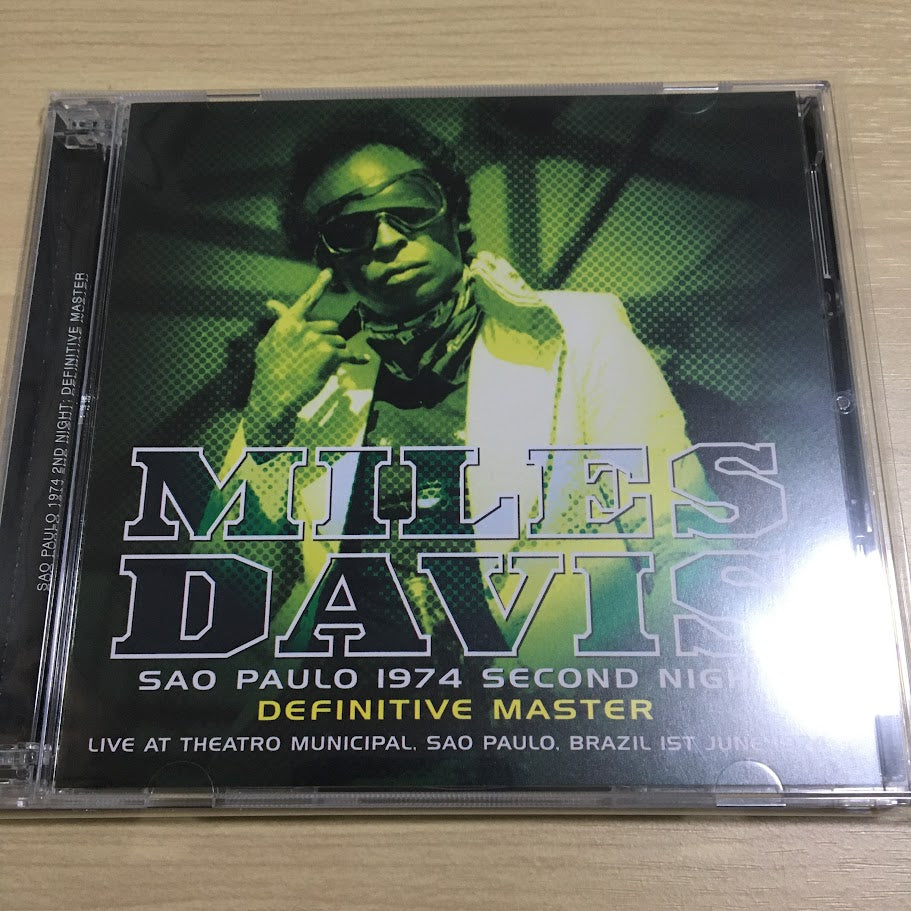 SAO PAULO 1974 2ND NIGHT: DEFINITIVE MASTER
MILES
DAVIS
SAO PAULO 1974 SECOND
DEFINITIVE MASTER
LIVE AT THEATRO MUNICIPAL, SAO PAULO, BRAZIL 1ST JUNE